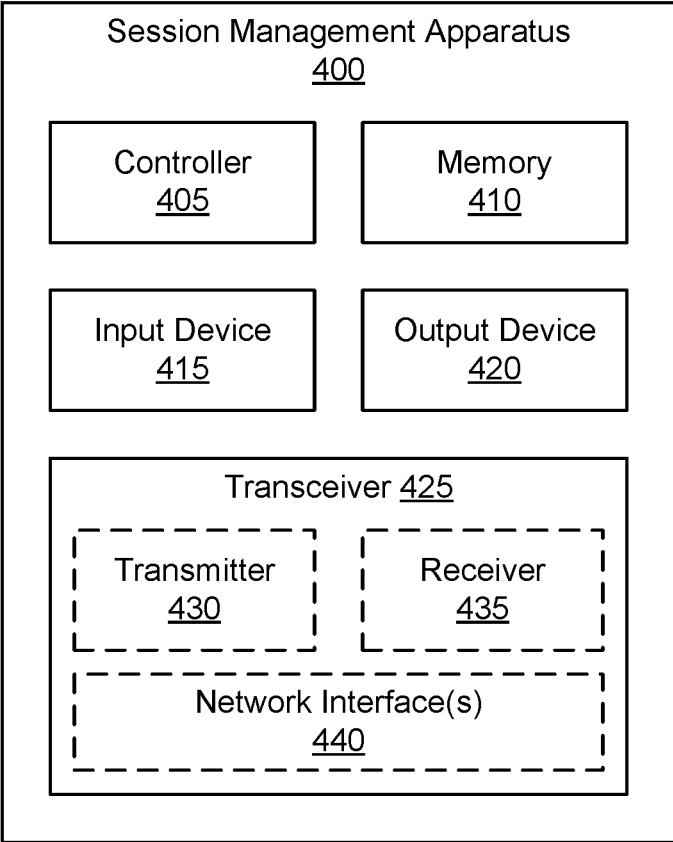 Session Management Apparatus
400
Controller
405
Memory
410
Input Device
415
Output Device
420
Transceiver 425
Transmitter
430
Receiver
435
Network Interface(s)
440